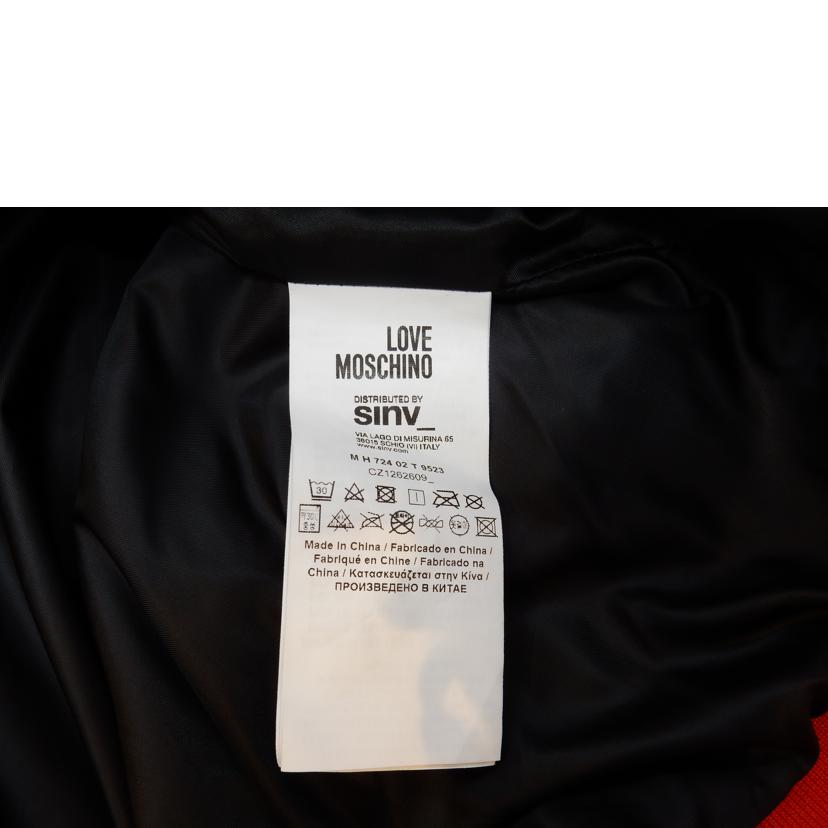 LOVE
MOSCHINO
DISTRIBUTED BY
sinv_
VIA LAGO DI MISURINA 65
36015 SCHIO (VI) ITALY
www.sinv.com
M H 724 02 T 9523
CZ1262609_
30
Made in China / Fabricado en China /
Fabriqué en Chine / Fabricado na
China / Κατασκευάζεται στην Κίνα /
ПРОИЗВЕДЕНО В КИТАЕ